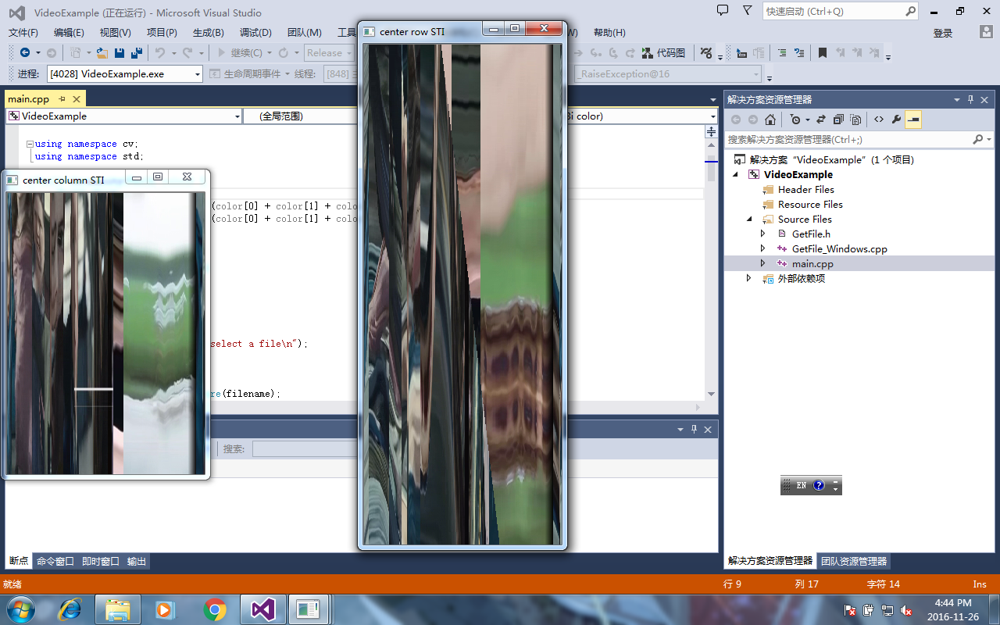 VideoExample (正在运行) - Microsoft Visual Studio
快速启动 (Ctrl+Q)
文件(F) 编辑(E) 视图(V) 项目(P) 生成(B) 调试(D) 团队(M) 工具 W) 帮助(H) 登录
继续(C) Release 代码图
进程: [4028] VideoExample.exe 生命周期事件 线程: [848] _RaiseException@16
main.cpp
VideoExample (全局范围) color)
using namespace cv;
using namespace std;
(color[0] + color[1] + colo
(color[0] + color[1] + colo
select a file\n");
re(filename);
center column STI
center row STI
搜索:
断点 命令窗口 即时窗口 输出
解决方案资源管理器
搜索解决方案资源管理器(Ctrl+;)
解决方案 “VideoExample” (1 个项目)
VideoExample
Header Files
Resource Files
Source Files
GetFile.h
GetFile_Windows.cpp
main.cpp
外部依赖项
EN ?
解决方案资源管理器 团队资源管理器
就绪 行 9 列 17 字符 14 Ins
4:44 PM
2016-11-26